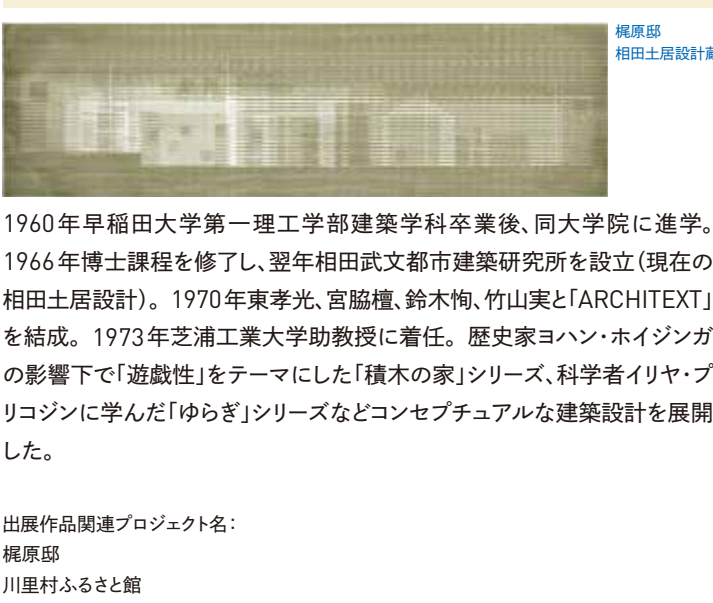 梶原邸
相田土居設計蔵
1960年早稲田大学第一理工学部建築学科卒業後、同大学院に進学。
1966年博士課程を修了し、翌年相田武文都市建築研究所を設立(現在の
相田土居設計)。1970年東孝光、宮脇檀、鈴木恂、竹山実と「ARCHITEXT」
を結成。1973年芝浦工業大学助教授に着任。歴史家ヨハン・ホイジンガ
の影響下で「遊戯性」をテーマにした「積木の家」シリーズ、科学者イリヤ・プ
リコジンに学んだ「ゆらぎ」シリーズなどコンセプチュアルな建築設計を展開
した。
出展作品関連プロジェクト名:
梶原邸
川里村ふるさと館